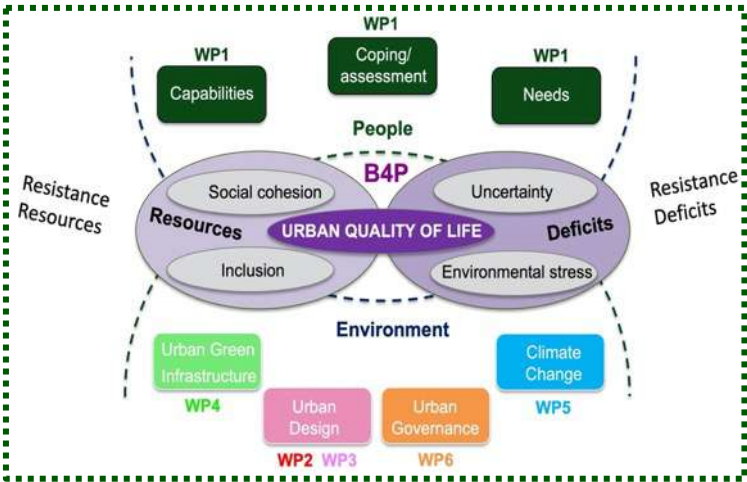 WP1
Coping/
assessment
WP1
Capabilities
WP1
Needs
People
B4P
Resistance
Resources
Social cohesion
Resources
Inclusion
URBAN QUALITY OF LIFE
Uncertainty
Deficits
Environmental stress
Resistance
Deficits
Environment
Urban Green
Infrastructure
WP4
Urban
Design
WP2 WP3
Urban
Governance
WP6
Climate
Change
WP5